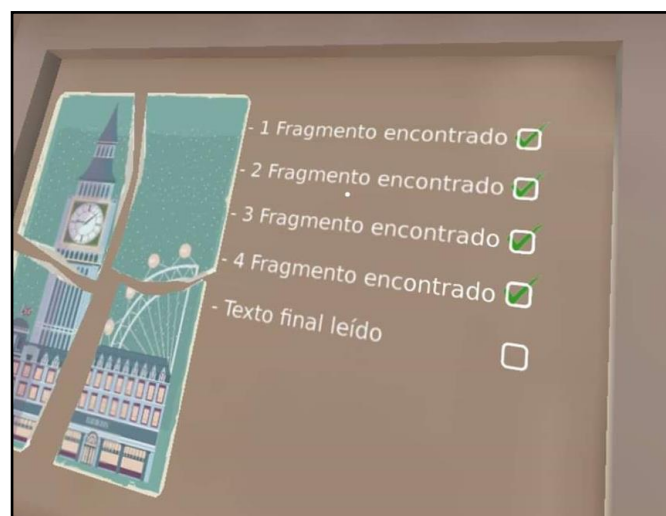 - 1 Fragmento encontrado
- 2 Fragmento encontrado
- 3 Fragmento encontrado
- 4 Fragmento encontrado
- Texto final leído